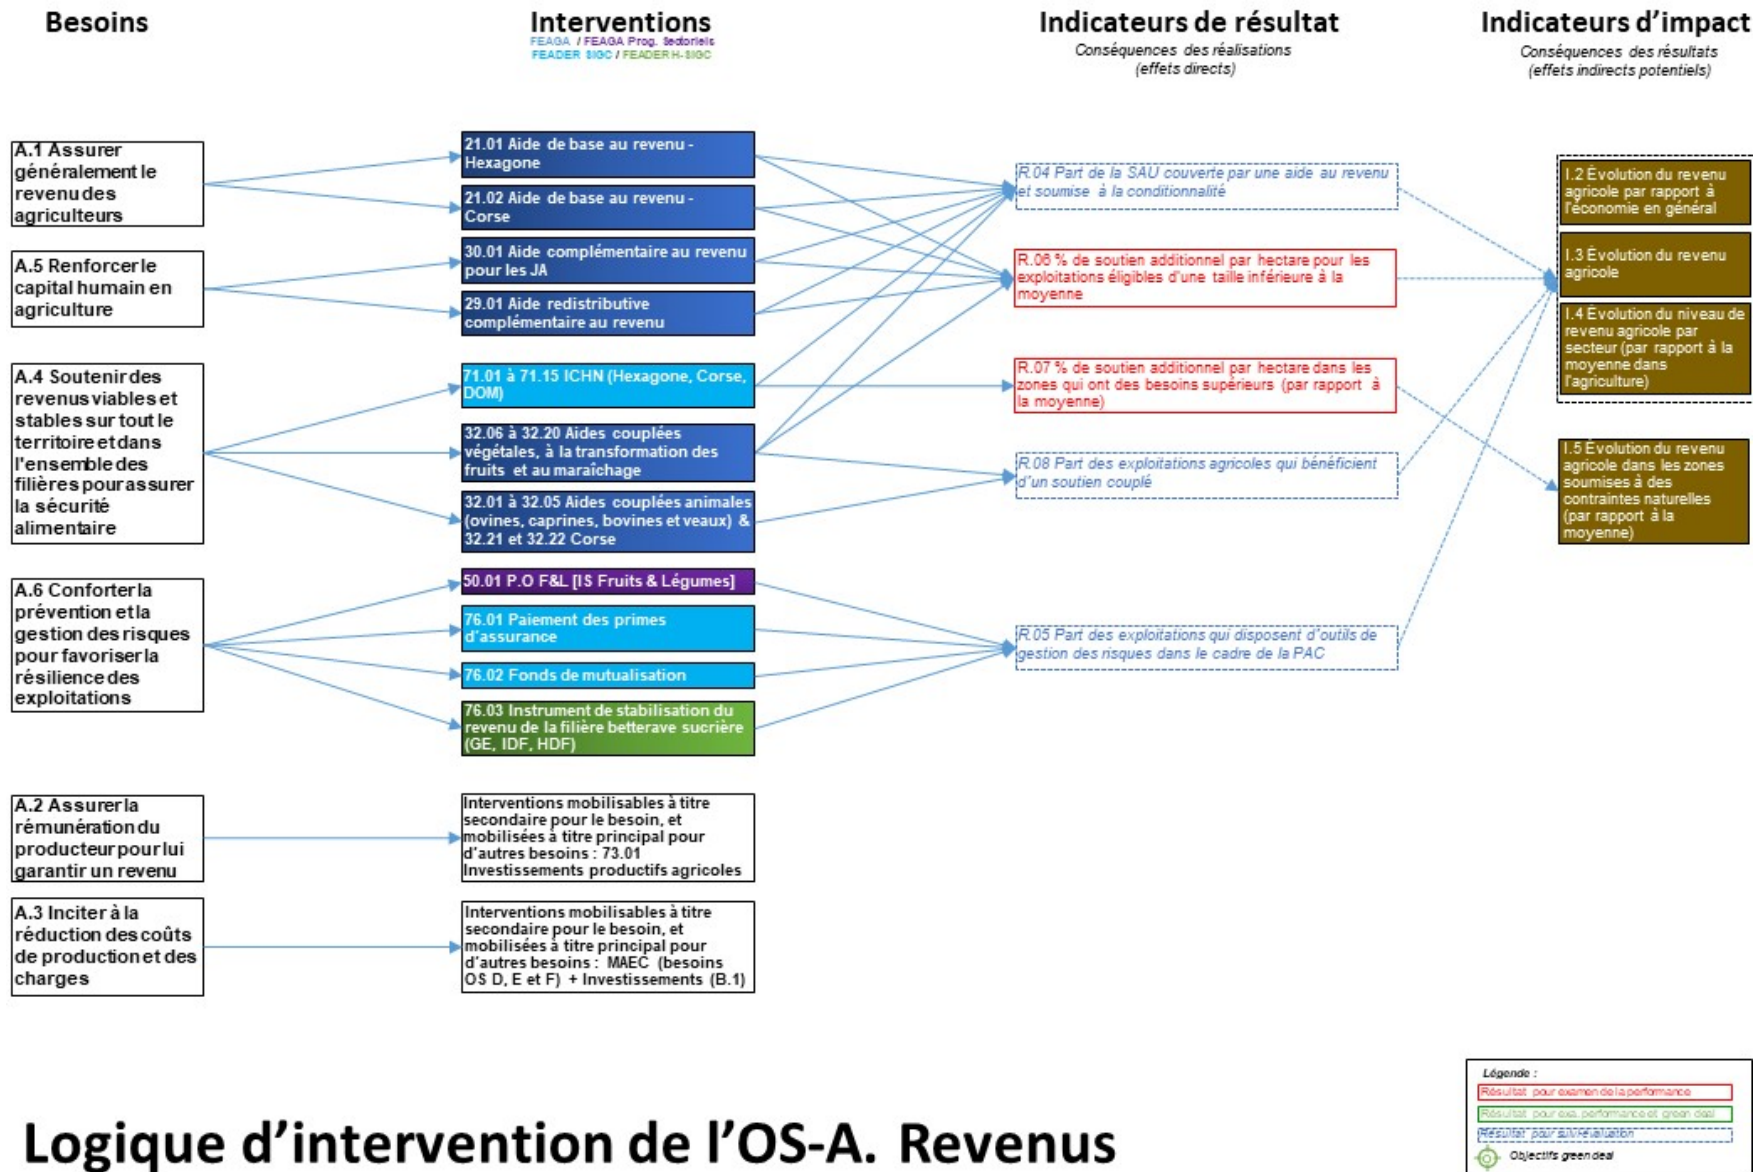 Besoins
Interventions
FEAGA / FEAGA Prog. Sectoriels
FEADER SIGC / FEADER H-SIGC
Indicateurs de résultat
Conséquences des réalisations
(effets directs)
Indicateurs d'impact
Conséquences des résultats
(effets indirects potentiels)
A.1 Assurer
généralement le
revenu des
agriculteurs
A.5 Renforcer le
capital humain en
agriculture
A.4 Soutenir des
revenus viables et
stables sur tout le
territoire et dans
l'ensemble des
filières pour assurer
la sécurité
alimentaire
A.6 Conforter la
prévention et la
gestion des risques
pour favoriser la
résilience des
exploitations
A.2 Assurer la
rémunération du
producteur pour lui
garantir un revenu
A.3 Inciter à la
réduction des coûts
de production et des
charges
21.01 Aide de base au revenu -
Hexagone
21.02 Aide de base au revenu -
Corse
30.01 Aide complémentaire au revenu
pour les JA
29.01 Aide redistributive
complémentaire au revenu
71.01 à 71.15 ICHN (Hexagone, Corse,
DOM)
32.06 à 32.20 Aides couplées
végétales, à la transformation des
fruits et au maraîchage
32.01 à 32.05 Aides couplées animales
(ovines, caprines, bovines et veaux) &
32.21 et 32.22 Corse
50.01 P.O F&L [IS Fruits & Légumes]
76.01 Paiement des primes
d'assurance
76.02 Fonds de mutualisation
76.03 Instrument de stabilisation du
revenu de la filière betterave sucrière
(GE, IDF, HDF)
Interventions mobilisables à titre
secondaire pour le besoin, et
mobilisées à titre principal pour
d'autres besoins : 73.01
Investissements productifs agricoles
Interventions mobilisables à titre
secondaire pour le besoin, et
mobilisées à titre principal pour
d'autres besoins : MAEC (besoins
OS D, E et F) + Investissements (B.1)
R.04 Part de la SAU couverte par une aide au revenu
et soumise à la conditionnalité
R.06 % de soutien additionnel par hectare pour les
exploitations éligibles d'une taille inférieure à la
moyenne
R.07 % de soutien additionnel par hectare dans les
zones qui ont des besoins supérieurs (par rapport à
la moyenne)
R.08 Part des exploitations agricoles qui bénéficient
d'un soutien couplé
R.05 Part des exploitations qui disposent d'outils de
gestion des risques dans le cadre de la PAC
I.2 Évolution du revenu
agricole par rapport à
l'économie en général
I.3 Évolution du revenu
agricole
I.4 Évolution du niveau de
revenu agricole par
secteur (par rapport à la
moyenne dans
l'agriculture)
I.5 Évolution du revenu
agricole dans les zones
soumises à des
contraintes naturelles
(par rapport à la
moyenne)
Logique d'intervention de l'OS-A. Revenus
Légende :
Résultat pour examen de la performance
Résultat pour exa. performance et green deal
Résultat pour suivi/évaluation
Objectifs green deal